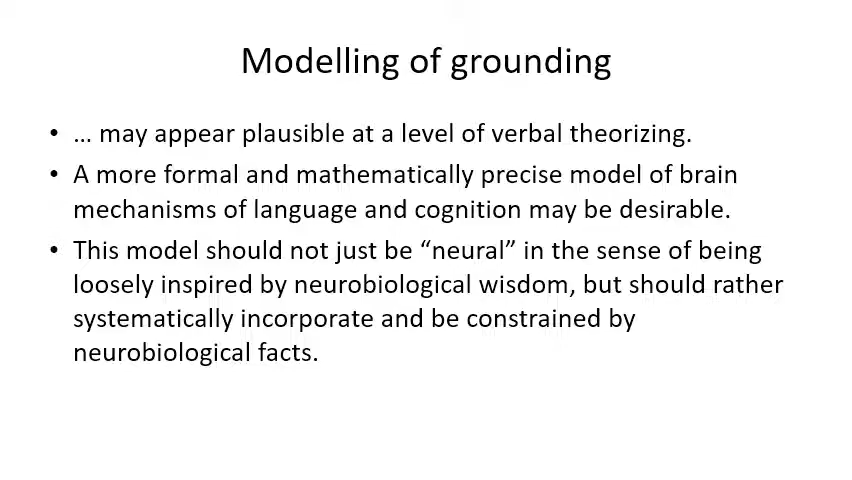 Modelling of grounding
• … may appear plausible at a level of verbal theorizing.
• A more formal and mathematically precise model of brain
mechanisms of language and cognition may be desirable.
• This model should not just be “neural” in the sense of being
loosely inspired by neurobiological wisdom, but should rather
systematically incorporate and be constrained by
neurobiological facts.